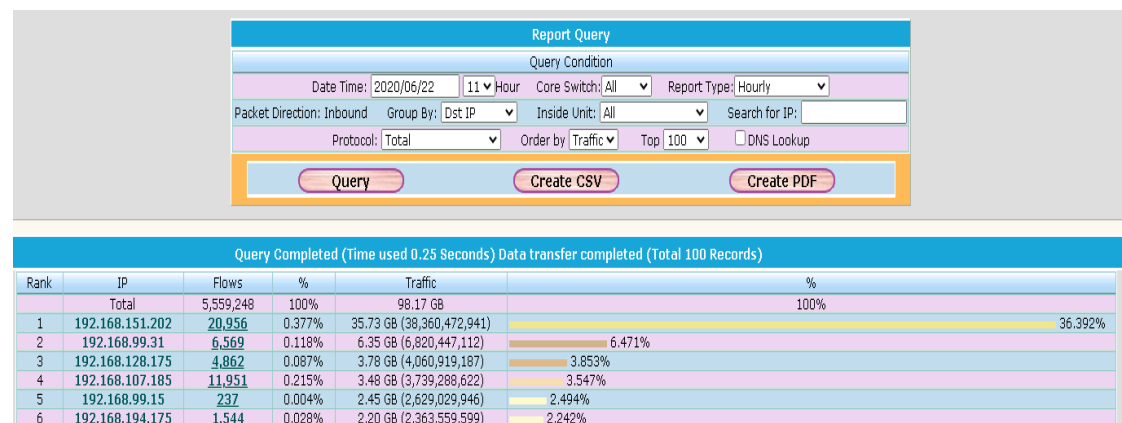 Report Query
Query Condition
Date Time: 2020/06/22 11 Hour Core Switch: All Report Type: Hourly
Packet Direction: Inbound Group By: Dst IP Inside Unit: All Search for IP:
Protocol: Total Order by Traffic Top 100 DNS Lookup
Query Create CSV Create PDF
Query Completed (Time used 0.25 Seconds) Data transfer completed (Total 100 Records)
Rank IP Flows % Traffic %
Total 5,559,248 100% 98.17 GB 100%
1 192.168.151.202 20,956 0.377% 35.73 GB (38,360,472,941) 36.392%
2 192.168.99.31 6,569 0.118% 6.35 GB (6,820,447,112) 6.471%
3 192.168.128.175 4,862 0.087% 3.78 GB (4,060,919,187) 3.853%
4 192.168.107.185 11,951 0.215% 3.48 GB (3,739,288,622) 3.547%
5 192.168.99.15 237 0.004% 2.45 GB (2,629,029,946) 2.494%
6 192.168.194.175 1,544 0.028% 2.20 GB (2,363,559,599) 2.242%